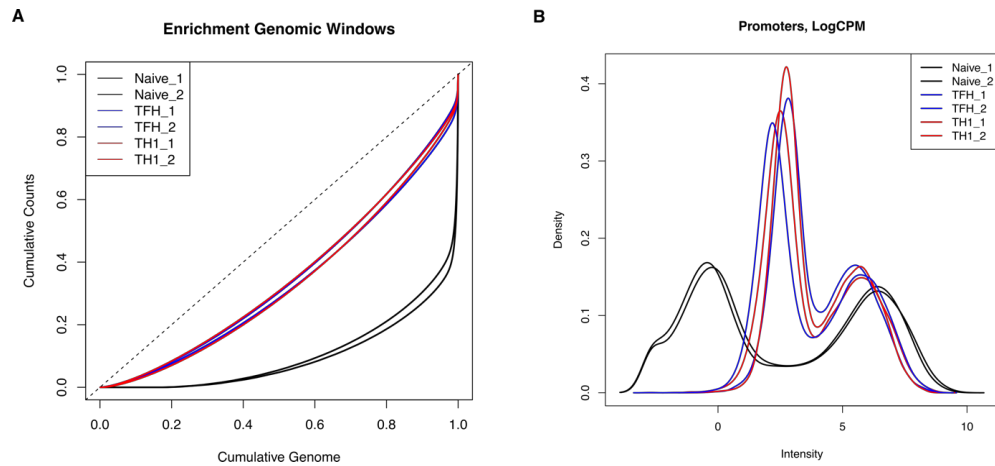 A
Enrichment Genomic Windows
Naive_1
Naive_2
TFH_1
TFH_2
TH1_1
TH1_2
Cumulative Counts
1.0
0.8
0.6
0.4
0.2
0.0
0.0 0.2 0.4 0.6 0.8 1.0
Cumulative Genome
B
Promoters, LogCPM
Naive_1
Naive_2
TFH_1
TFH_2
TH1_1
TH1_2
Density
0.4
0.3
0.2
0.1
0.0
0 5 10
Intensity